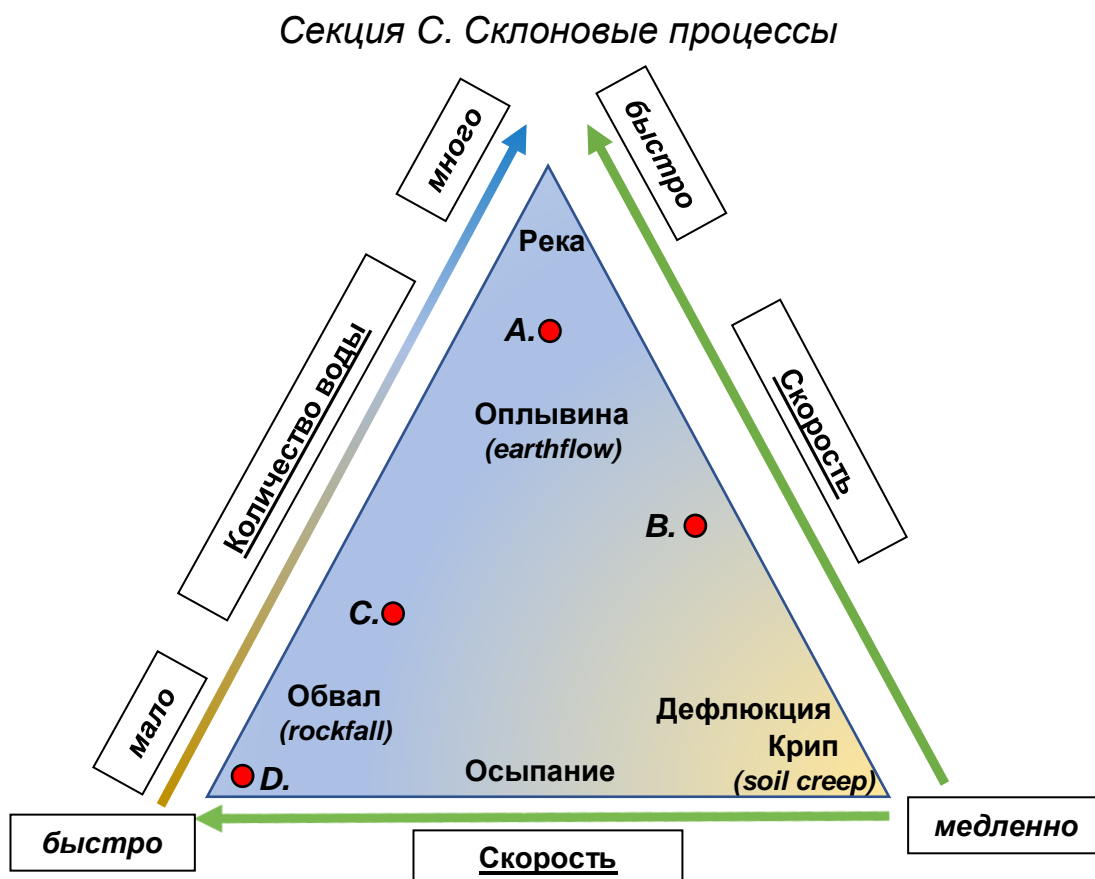 Секция С. Склоновые процессы
много
быстро
Река
А.
Количество воды
Скорость
Оплывина
(earthflow)
В.
С.
мало
Обвал
(rockfall)
Дефлюкция
Крип
(soil creep)
Осыпание
D.
быстро
медленно
Скорость